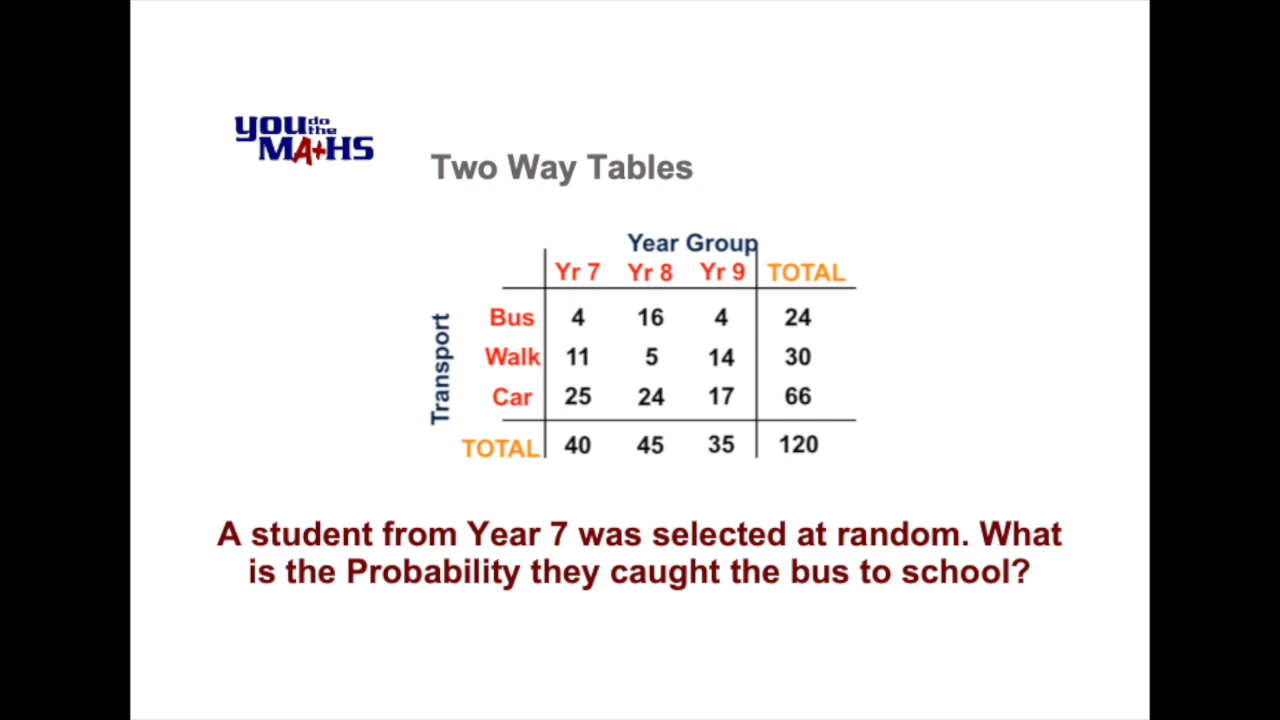 you do the MA+HS
Two Way Tables
Year Group
Yr 7 Yr 8 Yr 9 TOTAL
Transport
Bus 4 16 4 24
Walk 11 5 14 30
Car 25 24 17 66
TOTAL 40 45 35 120
A student from Year 7 was selected at random. What
is the Probability they caught the bus to school?